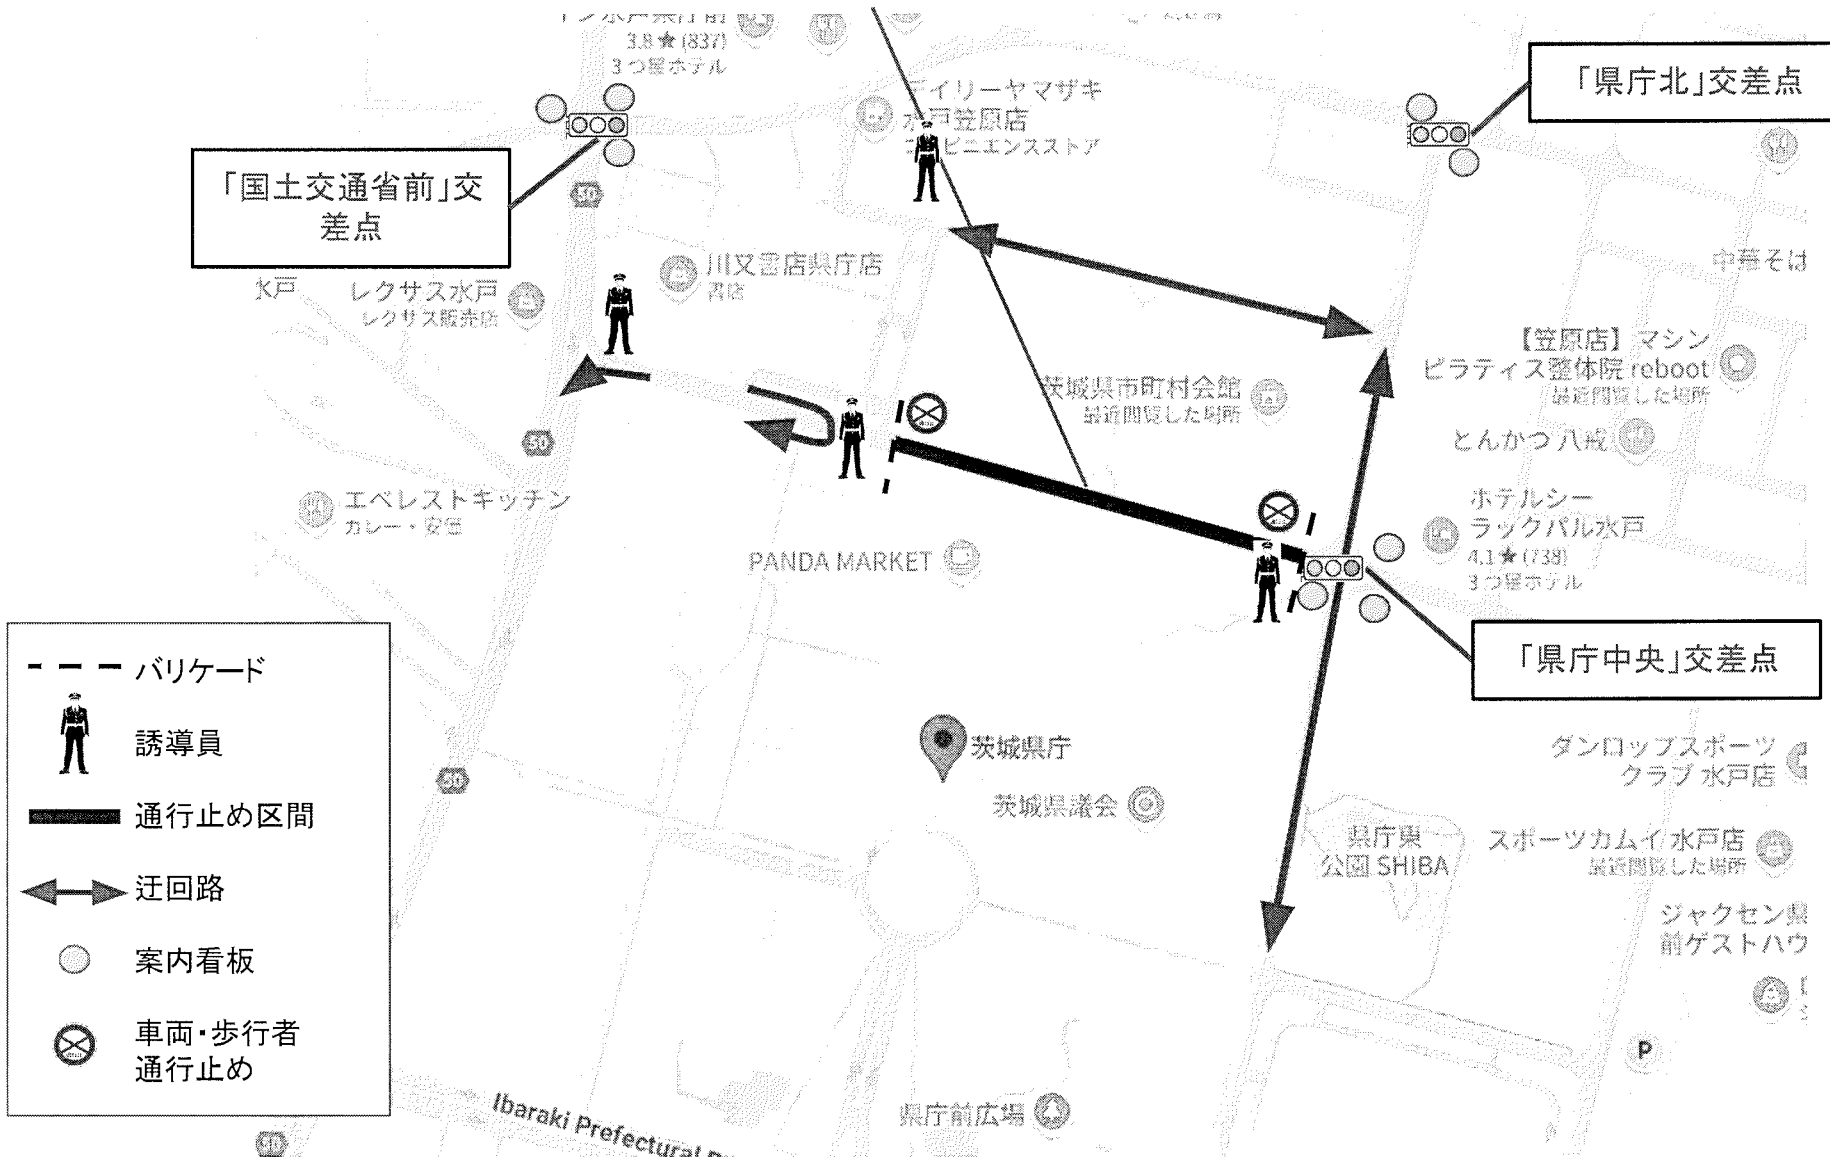 3.8★(837)
3つ星ホテル
デイリーヤマザキ
水戸笠原店
コンビニエンスストア
「県庁北」交差点
「国土交通省前」交
差点
50
川又書店県庁店
書店
水戸
レクサス水戸
レクサス販売店
中華そば
【笠原店】マシン
ピラティス整体院 reboot
最近閲覧した場所
茨城県市町村会館
最近閲覧した場所
とんかつ 八戒
50
エベレストキッチン
カレー・安価
ホテルシー
ラックパル水戸
4.1★(738)
3つ星ホテル
PANDA MARKET
「県庁中央」交差点
バリケード
誘導員
通行止め区間
迂回路
案内看板
車両・歩行者
通行止め
茨城県庁
50
茨城県議会
ダンロップスポーツ
クラブ 水戸店
県庁東
公園 SHIBA
スポーツカムイ 水戸店
最近閲覧した場所
ジャクセン県
前ゲストハウ
P
県庁前広場
Ibaraki Prefectural